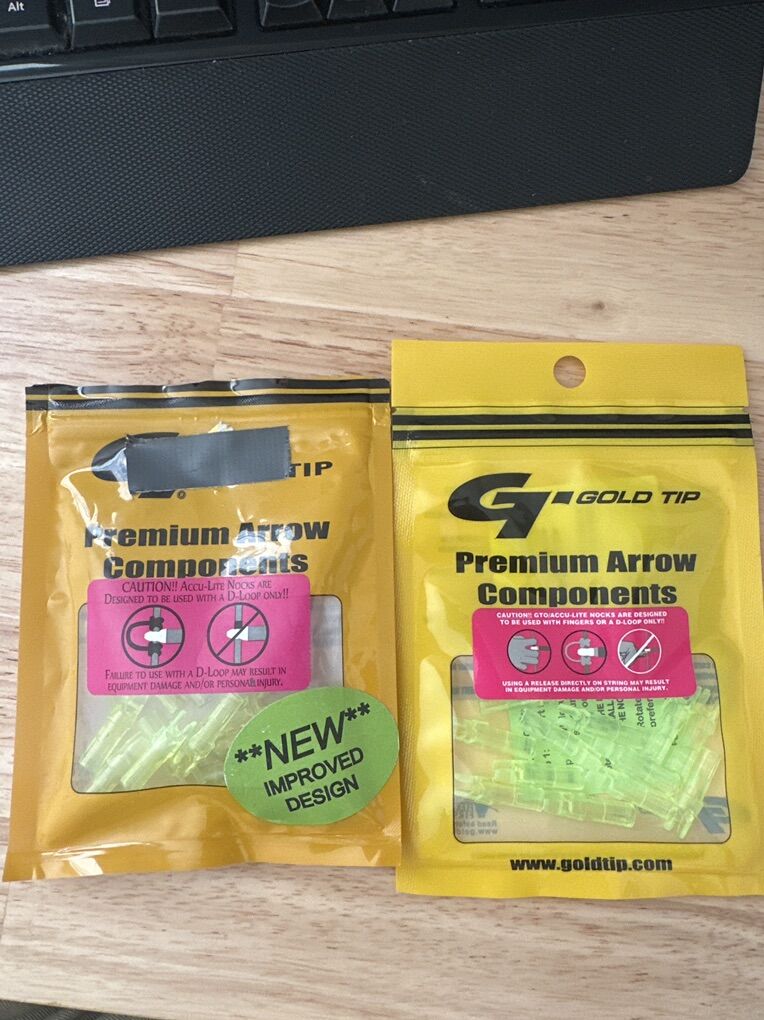 Alt
TIP
Premium Arrow
Components
CAUTION!! ACCU-LITE NOCKS ARE
DESIGNED TO BE USED WITH A D-LOOP ONLY!!
FAILURE TO USE WITH A D-LOOP MAY RESULT IN
EQUIPMENT DAMAGE AND/OR PERSONAL INJURY.
**NEW**
IMPROVED
DESIGN
GT GOLD TIP
Premium Arrow
Components
CAUTION!! GTO/ACCU-LITE NOCKS ARE DESIGNED
TO BE USED WITH FINGERS OR A D-LOOP ONLY!!
USING A RELEASE DIRECTLY ON STRING MAY RESULT
IN EQUIPMENT DAMAGE AND/OR PERSONAL INJURY.
Rotate
www.goldtip.com